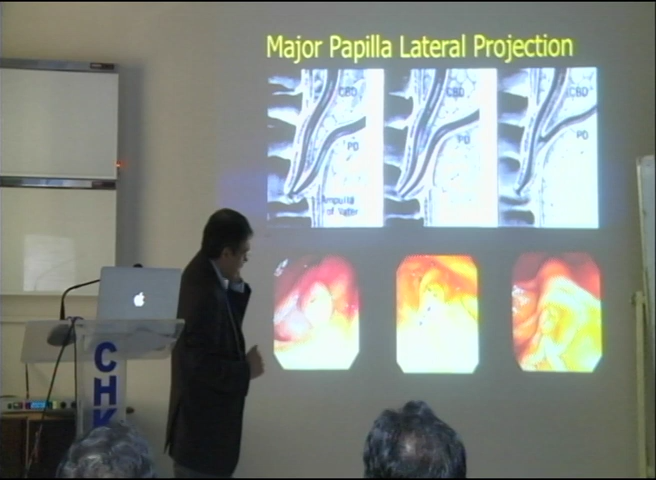 Major Papilla Lateral Projection
CBD
CBD
CBD
PD
PD
PD
Ampulla
of Vater
CHK